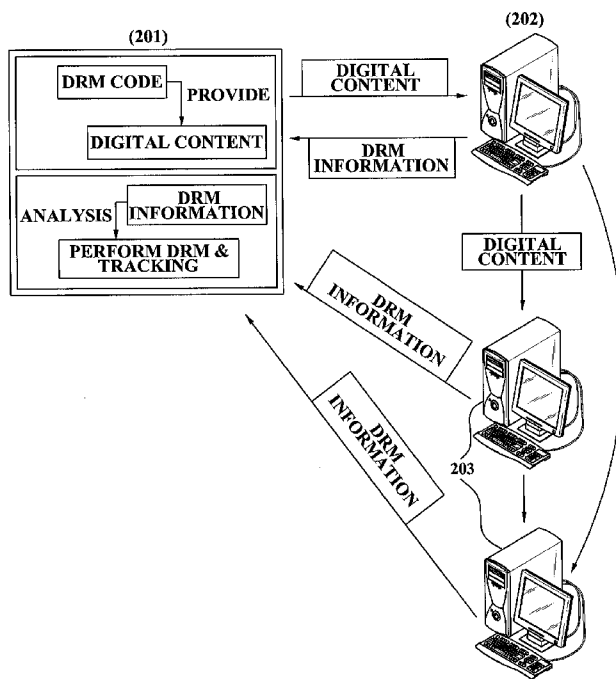 (201)
(202)
DRM CODE
PROVIDE
DIGITAL CONTENT
DIGITAL
CONTENT
DRM
INFORMATION
ANALYSIS
DRM
INFORMATION
PERFORM DRM &
TRACKING
DIGITAL
CONTENT
DRM
INFORMATION
DRM
INFORMATION
203